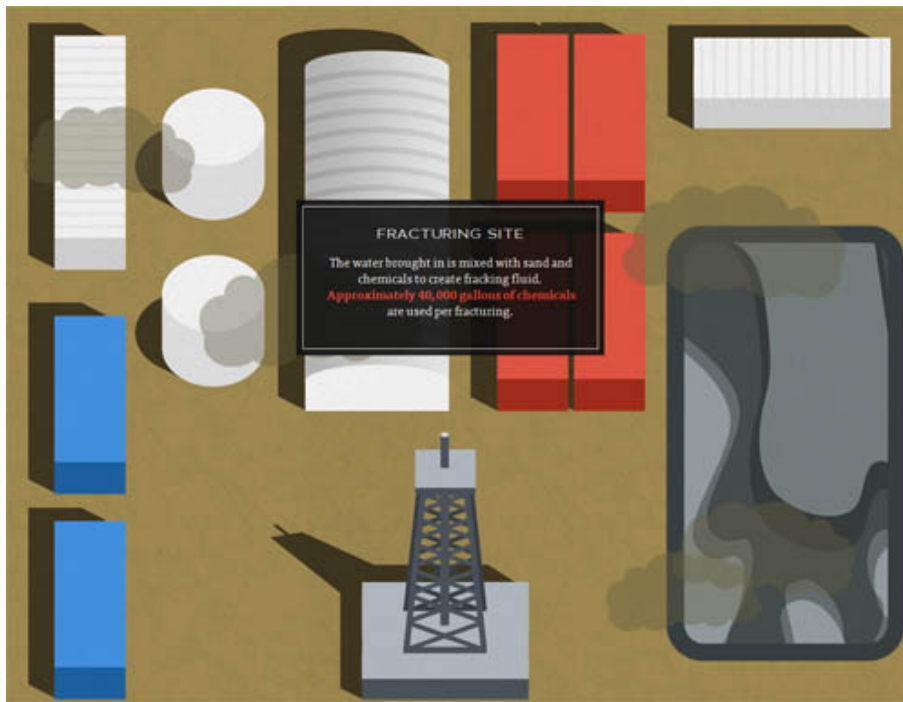 FRACTURING SITE
The water brought in is mixed with sand and
chemicals to create fracking fluid.
Approximately 40,000 gallons of chemicals
are used per fracturing.